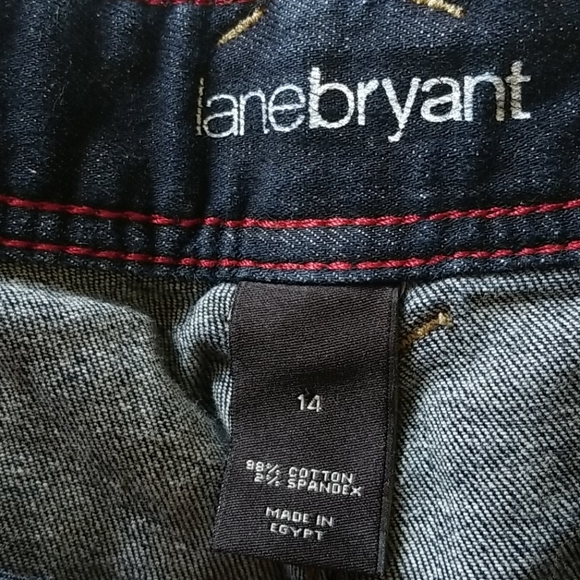 lanebryant
14
98% COTTON
2% SPANDEX
MADE IN
EGYPT